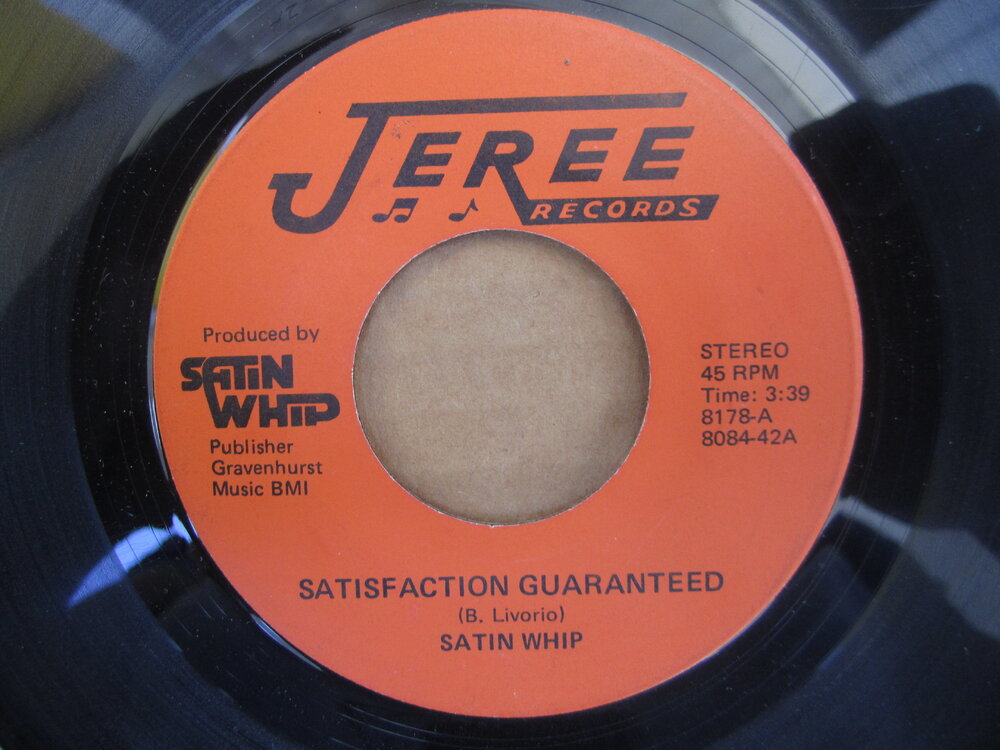 JEREE
RECORDS
Produced by
SATIN
WHIP
Publisher
Gravenhurst
Music BMI
STEREO
45 RPM
Time: 3:39
8178-A
8084-42A
SATISFACTION GUARANTEED
(B. Livorio)
SATIN WHIP